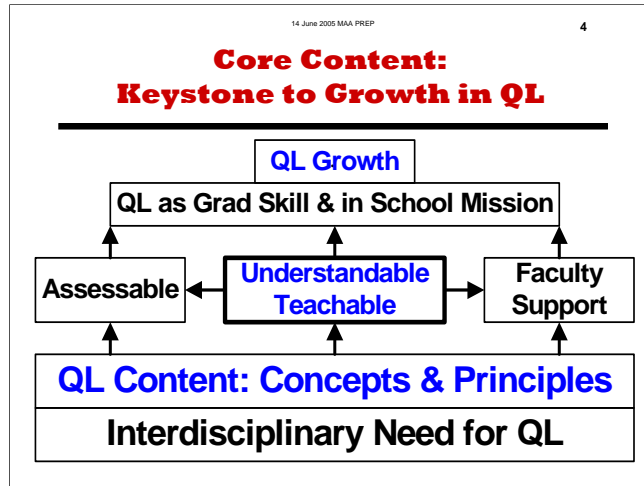 14 June 2005 MAA PREP
4
Core Content:
Keystone to Growth in QL
QL Growth
QL as Grad Skill & in School Mission
Assessable
Understandable
Teachable
Faculty
Support
QL Content: Concepts & Principles
Interdisciplinary Need for QL